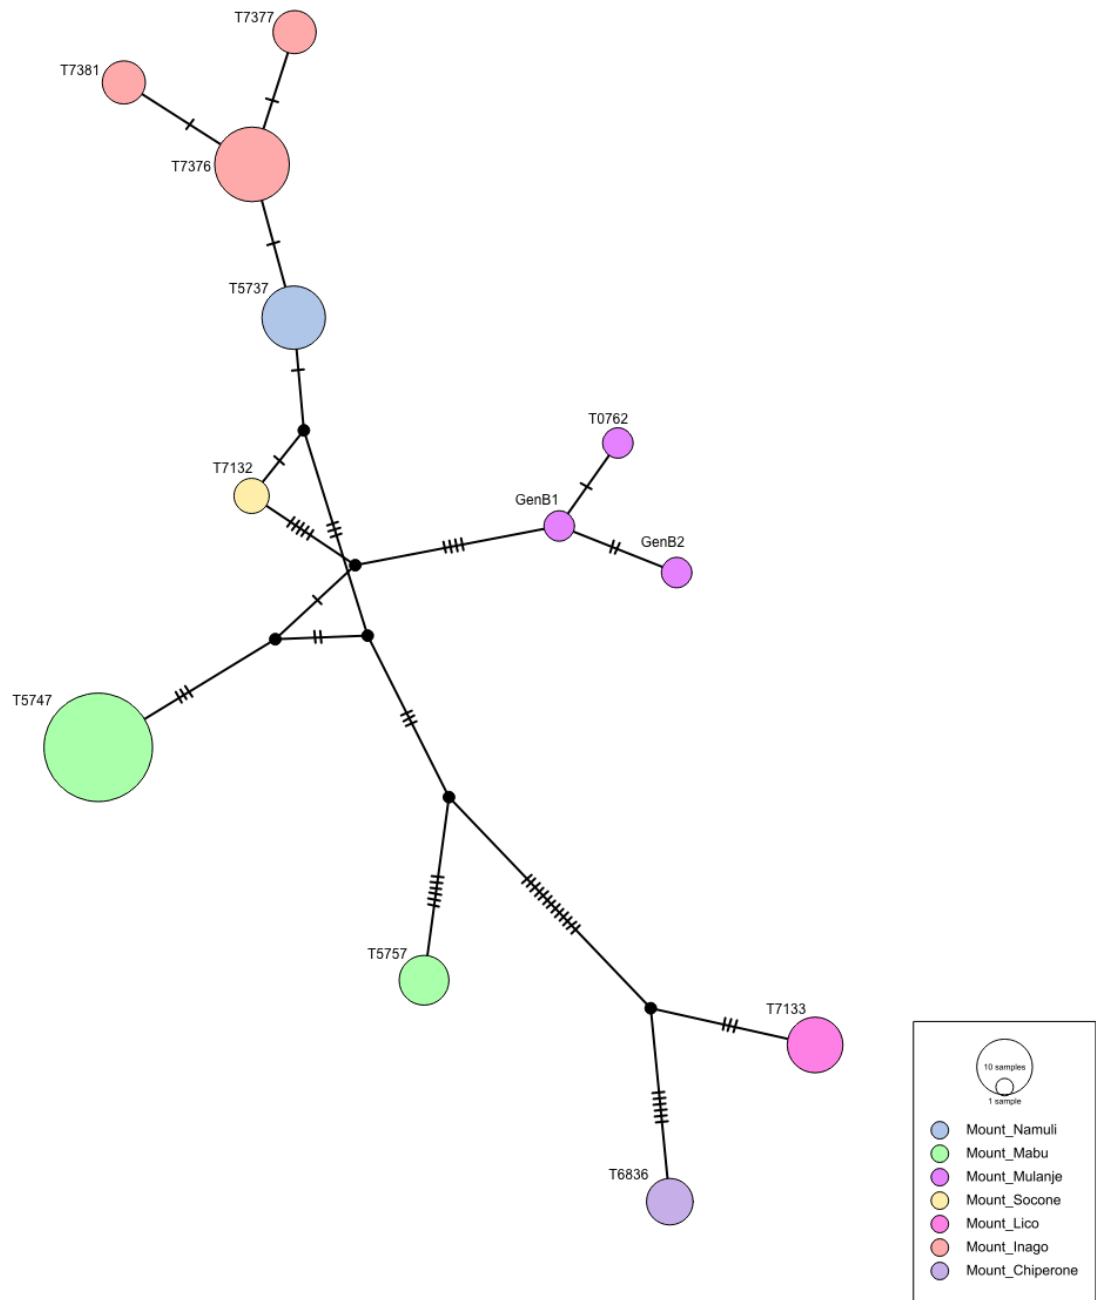 T7377
T7381
T7376
T5737
T0762
T7132
GenB1
GenB2
T5747
T5757
T7133
T6836
10 samples
1 sample
Mount_Namuli
Mount_Mabu
Mount_Mulanje
Mount_Socone
Mount_Lico
Mount_Inago
Mount_Chiperone